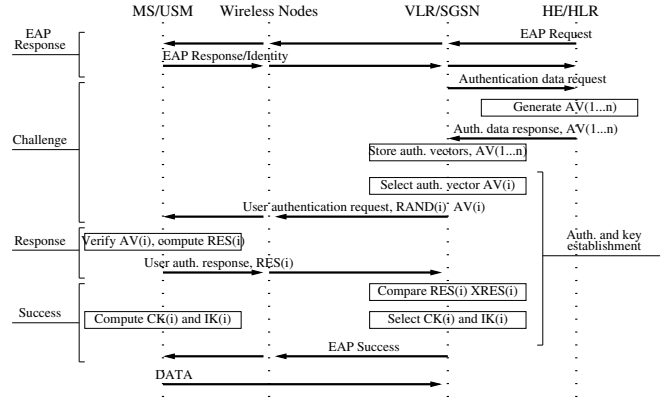 MS/USM Wireless Nodes VLR/SGSN HE/HLR
EAP Response
EAP Request
EAP Response/Identity
Authentication data request
Generate AV(1...n)
Challenge
Auth. data response, AV(1...n)
Store auth. vectors, AV(1...n)
Select auth. vector AV(i)
User authentication request, RAND(i) AV(i)
Response
Verify AV(i), compute RES(i)
Auth. and key establishment
User auth. response, RES(i)
Compare RES(i) XRES(i)
Success
Compute CK(i) and IK(i)
Select CK(i) and IK(i)
EAP Success
DATA